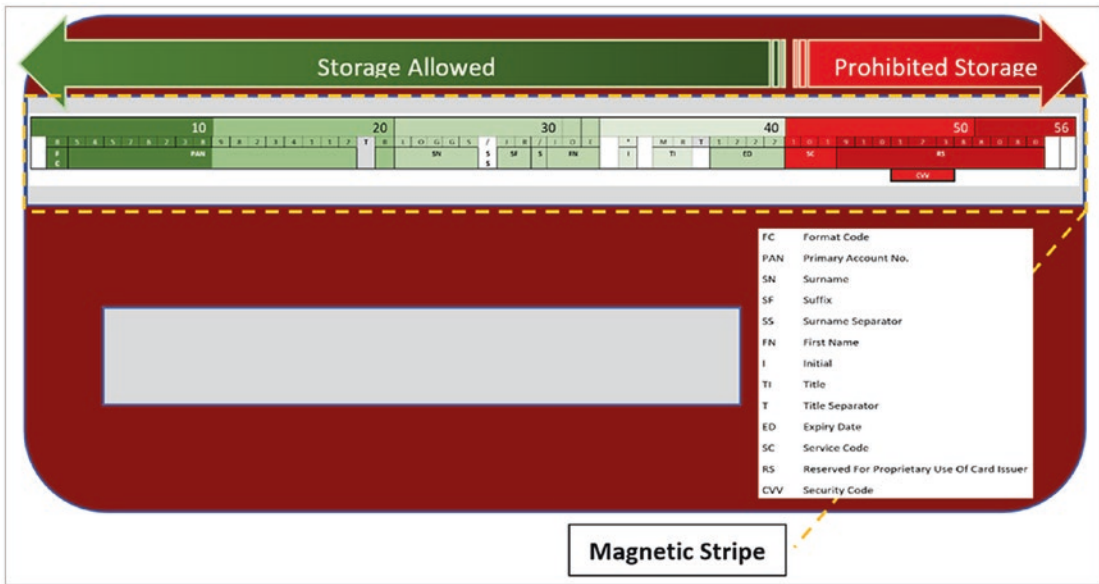 Storage Allowed
Prohibited Storage
10 20 30 40 50 56
FC PAN T SN / SS SF S FN I TI T ED SC RS
CVV
FC Format Code
PAN Primary Account No.
SN Surname
SF Suffix
SS Surname Separator
FN First Name
I Initial
TI Title
T Title Separator
ED Expiry Date
SC Service Code
RS Reserved For Proprietary Use Of Card Issuer
CVV Security Code
Magnetic Stripe